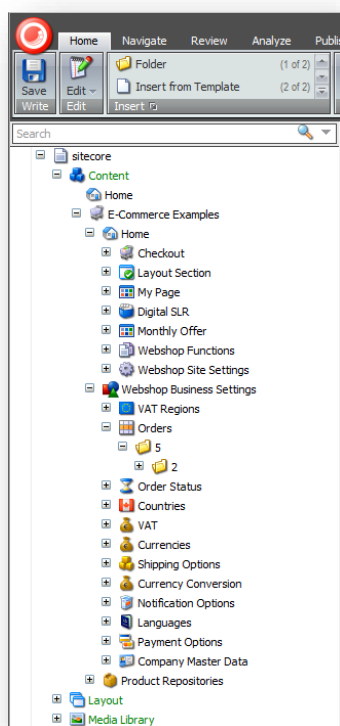 Home Navigate Review Analyze Publi
Save
Write
Edit
Edit
Folder (1 of 2)
Insert from Template (2 of 2)
Insert
Search
sitecore
Content
Home
E-Commerce Examples
Home
Checkout
Layout Section
My Page
Digital SLR
Monthly Offer
Webshop Functions
Webshop Site Settings
Webshop Business Settings
VAT Regions
Orders
5
2
Order Status
Countries
VAT
Currencies
Shipping Options
Currency Conversion
Notification Options
Languages
Payment Options
Company Master Data
Product Repositories
Layout
Media Library